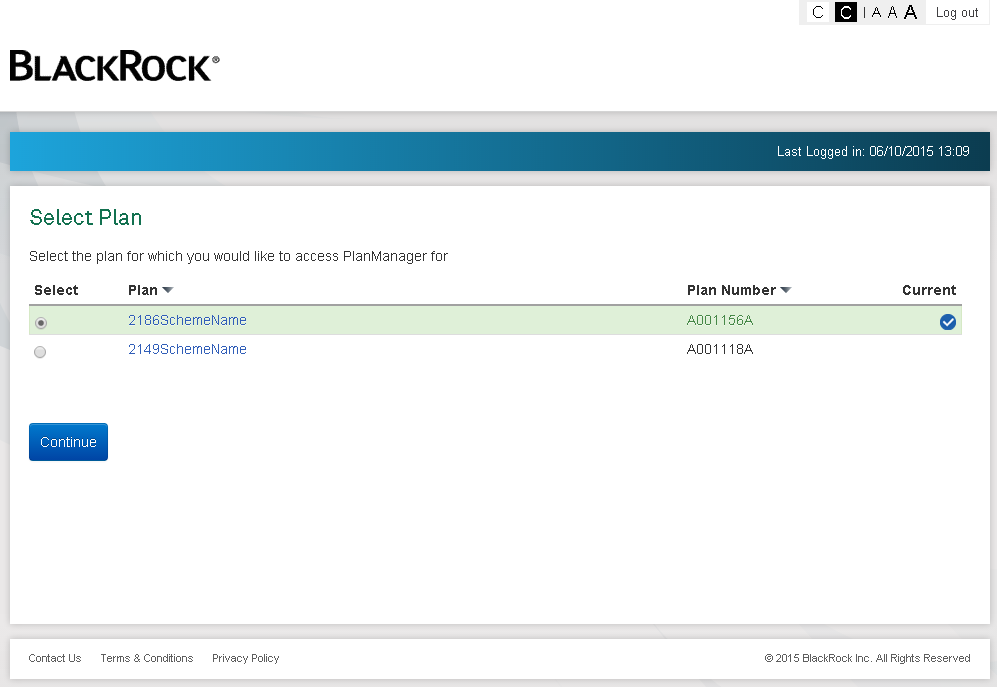 C C | A A A Log out
BLACKROCK®
Last Logged in: 06/10/2015 13:09
Select Plan
Select the plan for which you would like to access PlanManager for
Select Plan Plan Number Current
2186SchemeName A001156A
2149SchemeName A001118A
Continue
Contact Us Terms & Conditions Privacy Policy © 2015 BlackRock Inc. All Rights Reserved